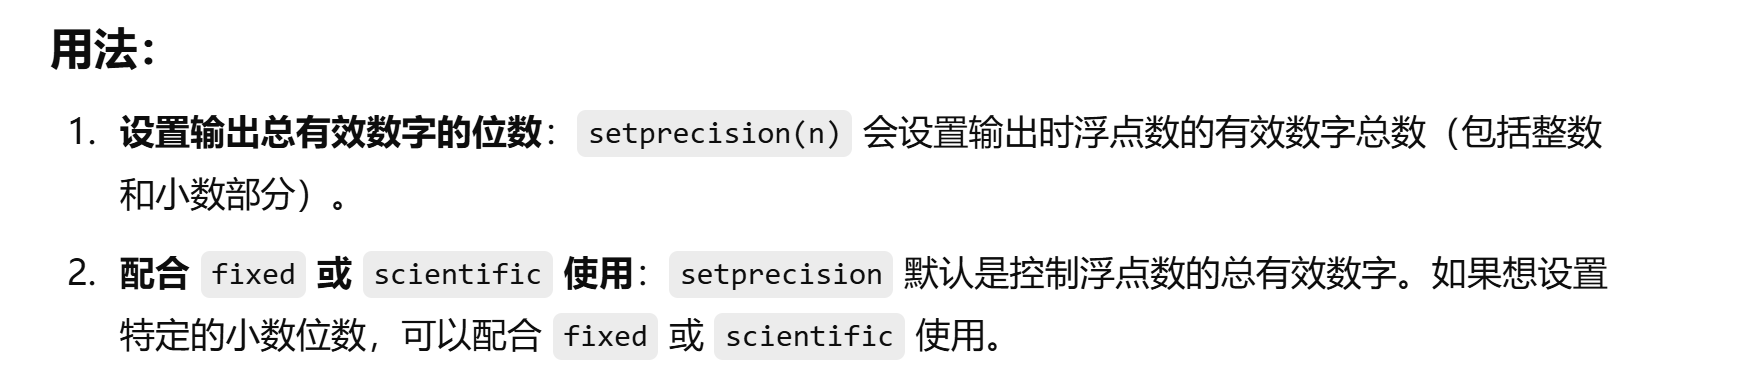 用法：
1. 设置输出总有效数字的位数：setprecision(n) 会设置输出时浮点数的有效数字总数（包括整数
和小数部分）。
2. 配合 fixed 或 scientific 使用：setprecision 默认是控制浮点数的总有效数字。如果想设置
特定的小数位数，可以配合 fixed 或 scientific 使用。